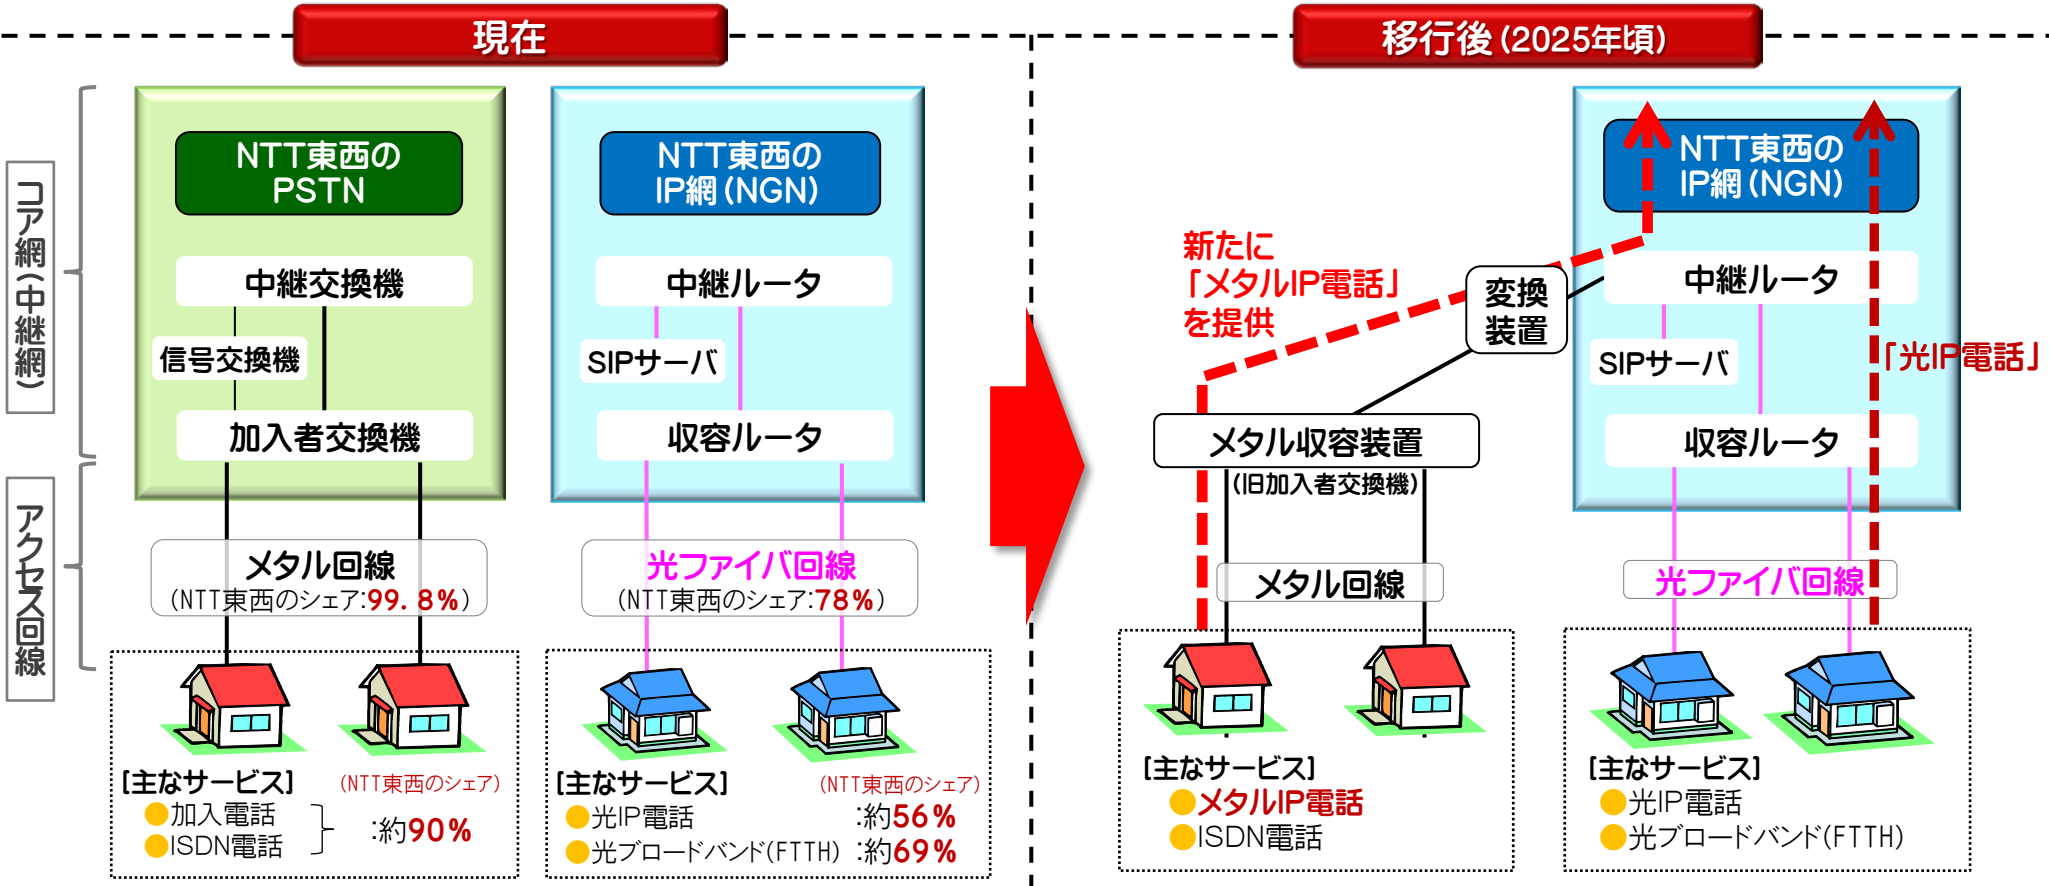 現在
移行後(2025年頃)
コア網(中継網)
アクセス回線
NTT東西の
PSTN
中継交換機
信号交換機
加入者交換機
メタル回線
(NTT東西のシェア:99.8%)
[主なサービス]
(NTT東西のシェア)
●加入電話
●ISDN電話
:約90%
NTT東西の
IP網(NGN)
中継ルータ
SIPサーバ
収容ルータ
光ファイバ回線
(NTT東西のシェア:78%)
[主なサービス]
(NTT東西のシェア)
●光IP電話 :約56%
●光ブロードバンド(FTTH) :約69%
新たに
「メタルIP電話」
を提供
変換
装置
メタル収容装置
(旧加入者交換機)
メタル回線
[主なサービス]
●メタルIP電話
●ISDN電話
NTT東西の
IP網(NGN)
中継ルータ
SIPサーバ
「光IP電話」
収容ルータ
光ファイバ回線
[主なサービス]
●光IP電話
●光ブロードバンド(FTTH)